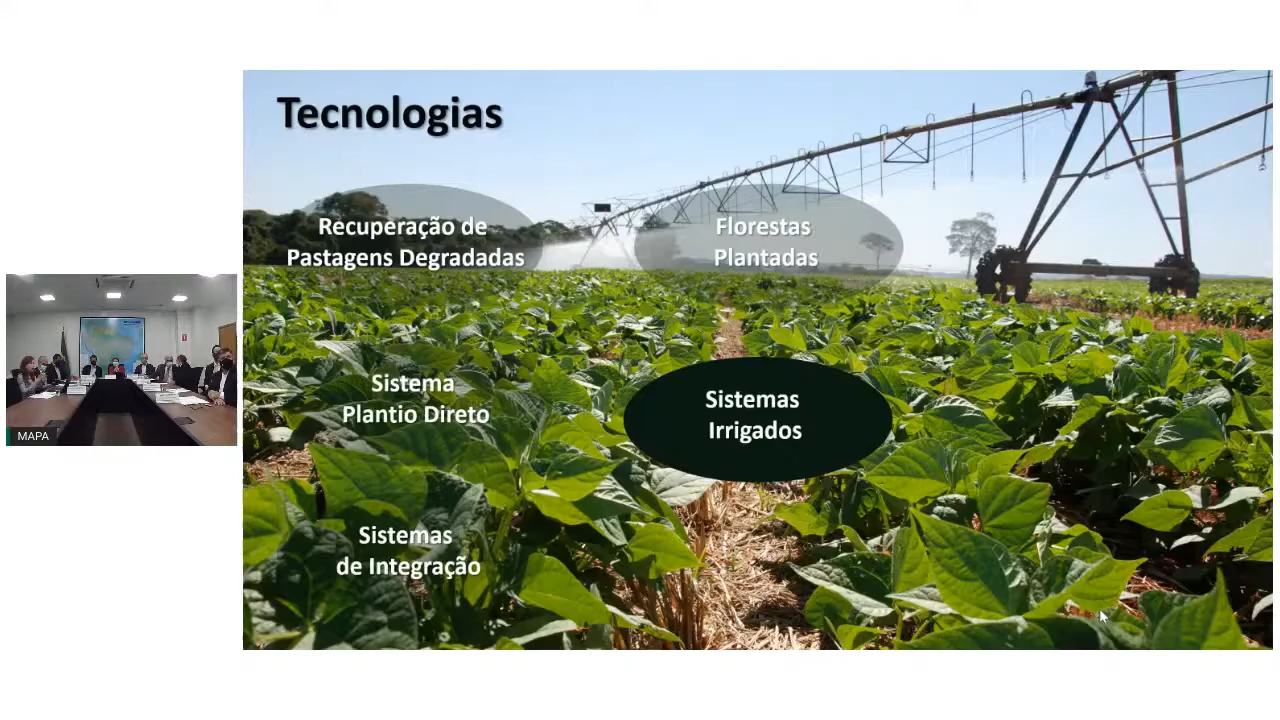 Tecnologias
Recuperação de
Pastagens Degradadas
Florestas
Plantadas
Sistema
Plantio Direto
Sistemas
Irrigados
Sistemas
de Integração
MAPA